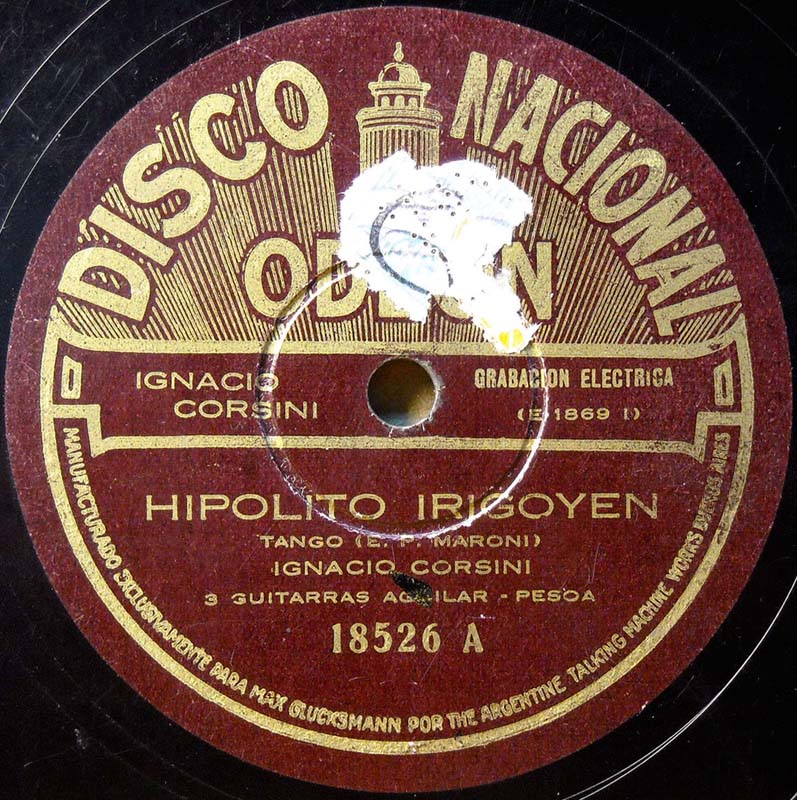 DISCO NACIONAL
ODEON
IGNACIO
CORSINI
GRABACION ELECTRICA
(E 1869 I)
HIPOLITO IRIGOYEN
TANGO (E. P. MARONI)
IGNACIO CORSINI
3 GUITARRAS AGUILAR - PESOA
18526 A
MANUFACTURADO EXCLUSIVAMENTE PARA MAX GLUCKSMANN POR THE ARGENTINE TALKING MACHINE WORKS BUENOS AIRES